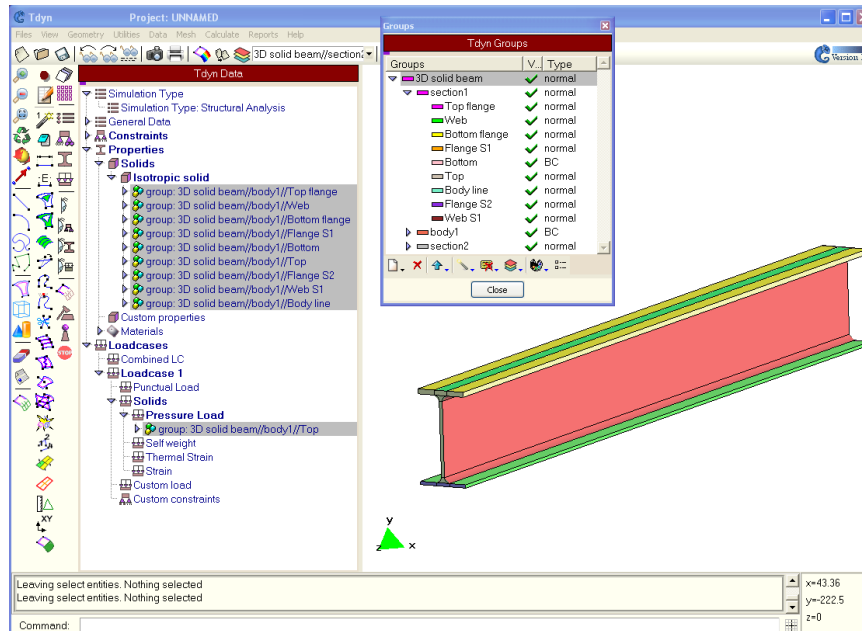 Tdyn Project: UNNAMED
Files View Geometry Utilities Data Mesh Calculate Reports Help
3D solid beam//section:
Version
Tdyn Data
Simulation Type
Simulation Type: Structural Analysis
General Data
Constraints
Properties
Solids
Isotropic solid
group: 3D solid beam//body1//Top flange
group: 3D solid beam//body1//Web
group: 3D solid beam//body1//Bottom flange
group: 3D solid beam//body1//Flange S1
group: 3D solid beam//body1//Bottom
group: 3D solid beam//body1//Top
group: 3D solid beam//body1//Flange S2
group: 3D solid beam//body1//Web S1
group: 3D solid beam//body1//Body line
Custom properties
Materials
Loadcases
Combined LC
Loadcase 1
Punctual Load
Solids
Pressure Load
group: 3D solid beam//body1//Top
Self weight
Thermal Strain
Strain
Custom load
Custom constraints
Groups
Tdyn Groups
Groups V... Type
3D solid beam normal
section1 normal
Top flange normal
Web normal
Bottom flange normal
Flange S1 normal
Bottom BC
Top normal
Body line BC
Flange S2 normal
Web S1 normal
body1 BC
section2 normal
Close
:E:
STOP
XY
y
z x
Leaving select entities. Nothing selected
Leaving select entities. Nothing selected
Command:
x=43.36
y=-222.5
z=0